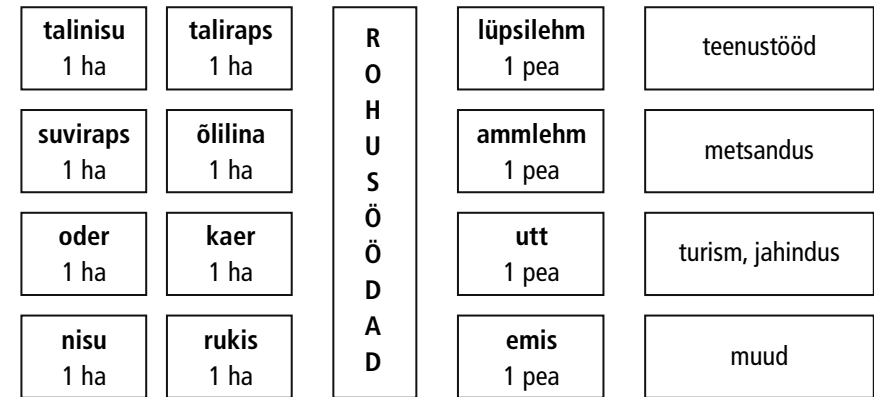 talinisu
1 ha
taliraps
1 ha
suviraps
1 ha
õlilina
1 ha
oder
1 ha
kaer
1 ha
nisu
1 ha
rukis
1 ha
R
O
H
U
S
Ö
Ö
D
A
D
lüpsilehm
1 pea
ammlehm
1 pea
utt
1 pea
emis
1 pea
teenustööd
metsandus
turism, jahindus
muud